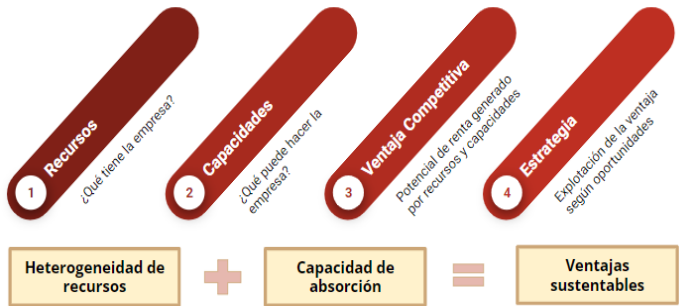 1
Recursos
¿Qué tiene la empresa?
2
Capacidades
¿Qué puede hacer la
empresa?
3
Ventaja Competitiva
Potencial de renta generado
por recursos y capacidades
4
Estrategia
Explotación de la ventaja
según oportunidades
Heterogeneidad de
recursos
+
Capacidad de
absorción
=
Ventajas
sustentables